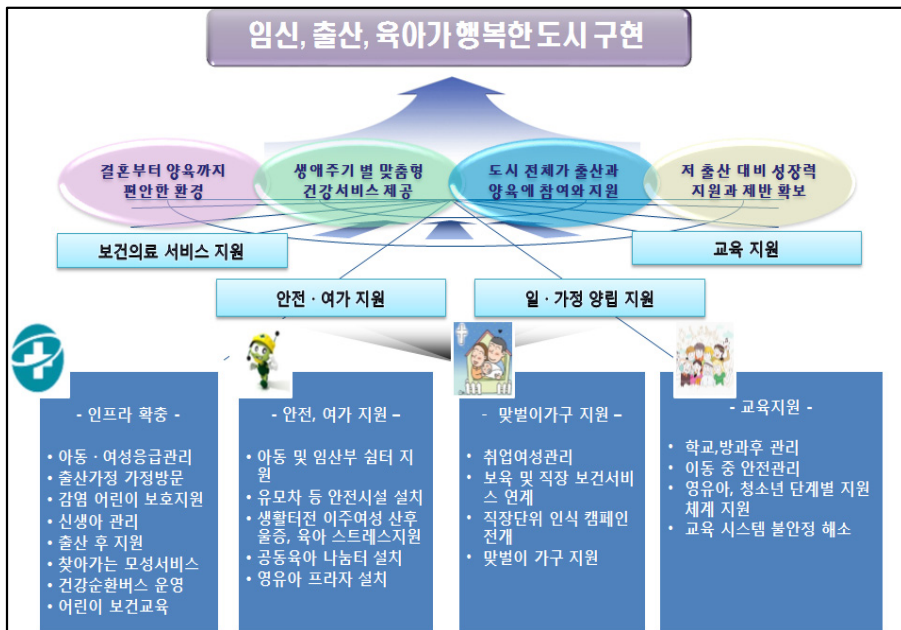 임신, 출산, 육아가 행복한 도시 구현
결혼부터 양육까지
편안한 환경
생애주기 별 맞춤형
건강서비스 제공
도시 전체가 출산과
양육에 참여와 지원
저 출산 대비 성장력
지원과 제반 확보
보건의료 서비스 지원
교육 지원
안전 · 여가 지원
일 · 가정 양립 지원
- 인프라 확충 -
• 아동 · 여성응급관리
• 출산가정 가정방문
• 감염 어린이 보호지원
• 신생아 관리
• 출산 후 지원
• 찾아가는 모성서비스
• 건강순환버스 운영
• 어린이 보건교육
- 안전, 여가 지원 –
• 아동 및 임산부 쉼터 지
원
• 유모차 등 안전시설 설치
• 생활터전 이주여성 산후
울증, 육아 스트레스지원
• 공동육아 나눔터 설치
• 영유아 프라자 설치
- 맞벌이가구 지원–
• 취업여성관리
• 보육 및 직장 보건서비
스 연계
• 직장단위 인식 캠페인
전개
• 맞벌이 가구 지원
- 교육지원 -
• 학교,방과후 관리
• 이동 중 안전관리
• 영유아, 청소년 단계별 지원
체계 지원
• 교육 시스템 불안정 해소